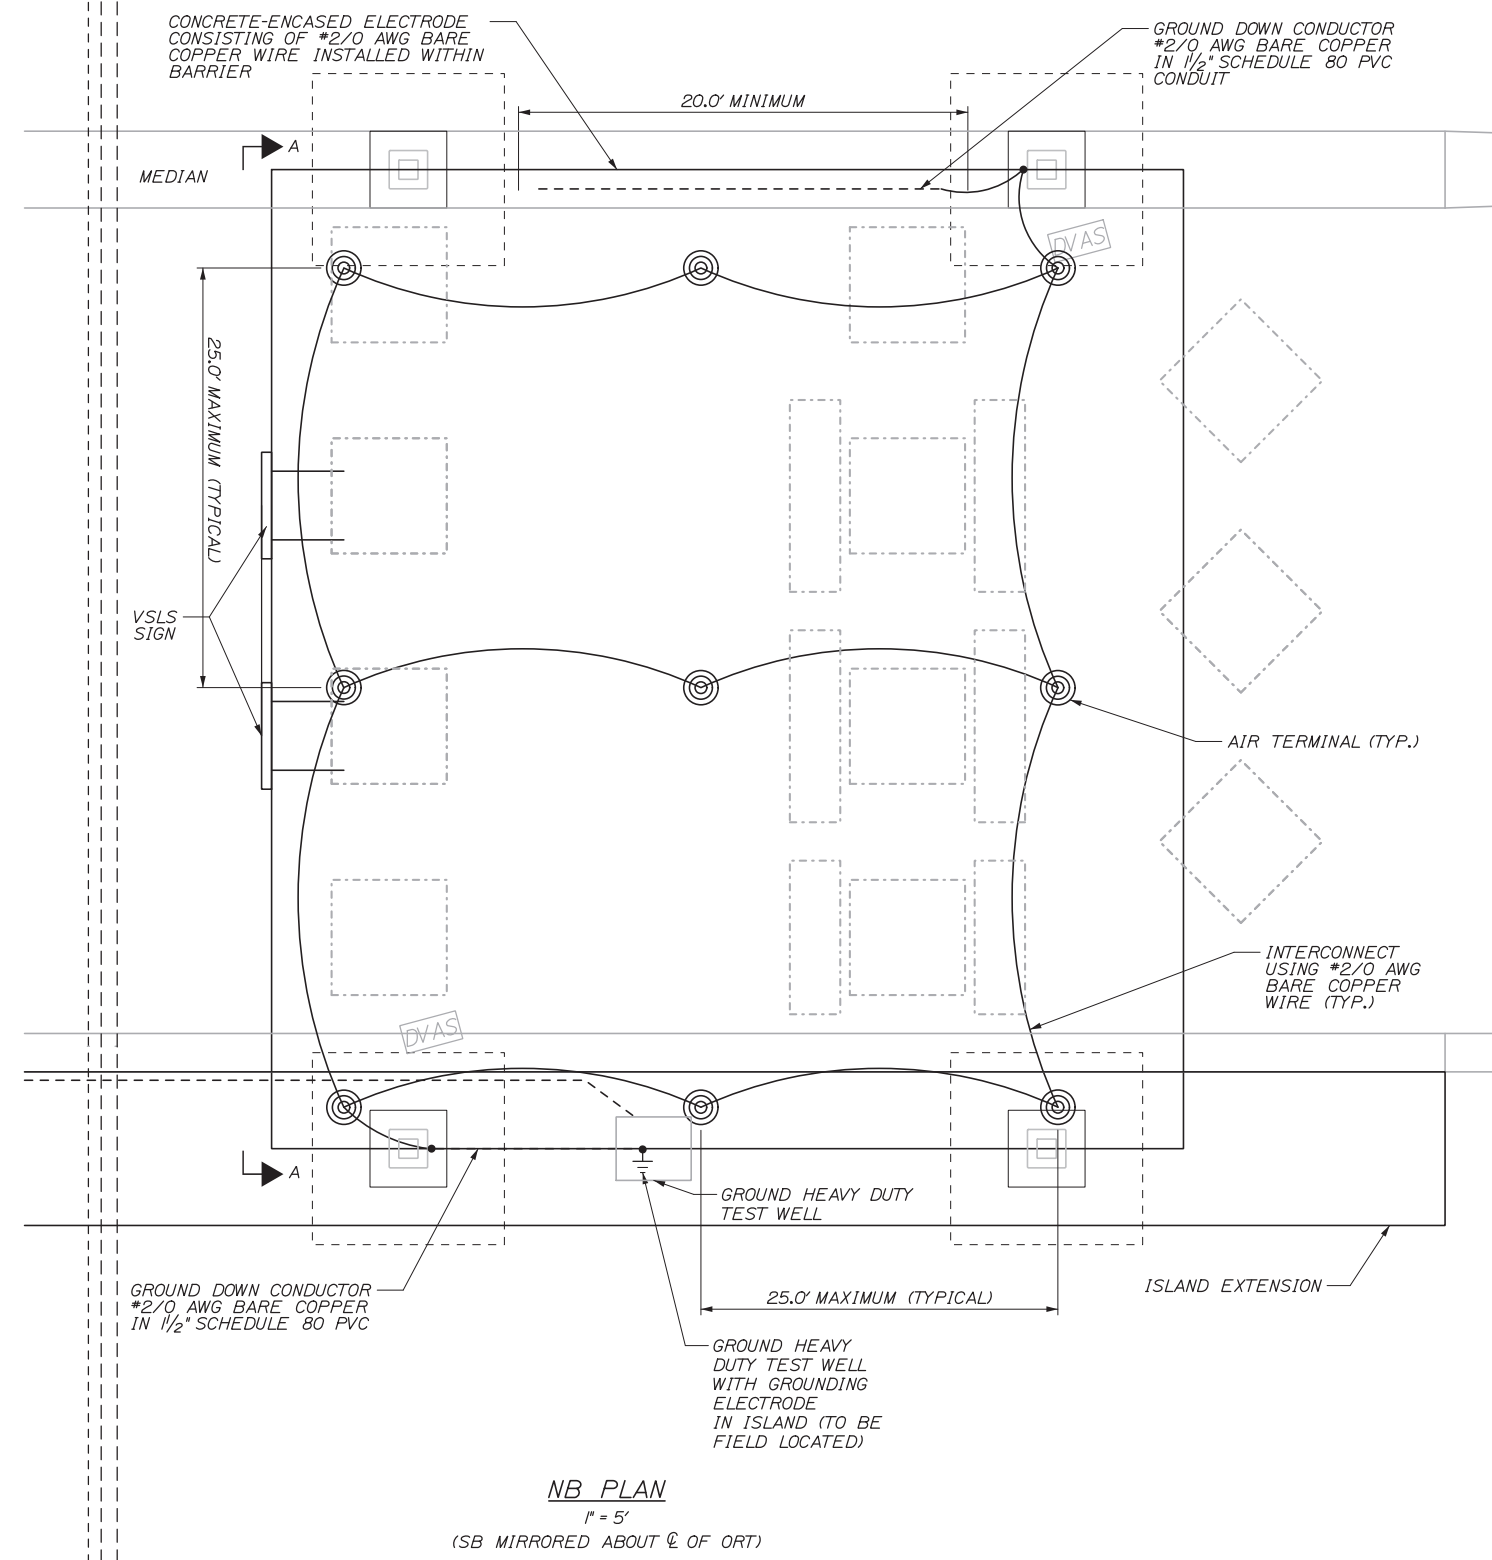 CONCRETE-ENCASED ELECTRODE
CONSISTING OF #2/0 AWG BARE
COPPER WIRE INSTALLED WITHIN
BARRIER
GROUND DOWN CONDUCTOR
#2/0 AWG BARE COPPER
IN 1 1/2" SCHEDULE 80 PVC
CONDUIT
20.0' MINIMUM
A
MEDIAN
DVAS
25.0' MAXIMUM (TYPICAL)
VSLS
SIGN
AIR TERMINAL (TYP.)
INTERCONNECT
USING #2/0 AWG
BARE COPPER
WIRE (TYP.)
DVAS
A
GROUND HEAVY DUTY
TEST WELL
GROUND DOWN CONDUCTOR
#2/0 AWG BARE COPPER
IN 1 1/2" SCHEDULE 80 PVC
25.0' MAXIMUM (TYPICAL)
ISLAND EXTENSION
GROUND HEAVY
DUTY TEST WELL
WITH GROUNDING
ELECTRODE
IN ISLAND (TO BE
FIELD LOCATED)
NB PLAN
1" = 5'
(SB MIRRORED ABOUT ℄ OF ORT)